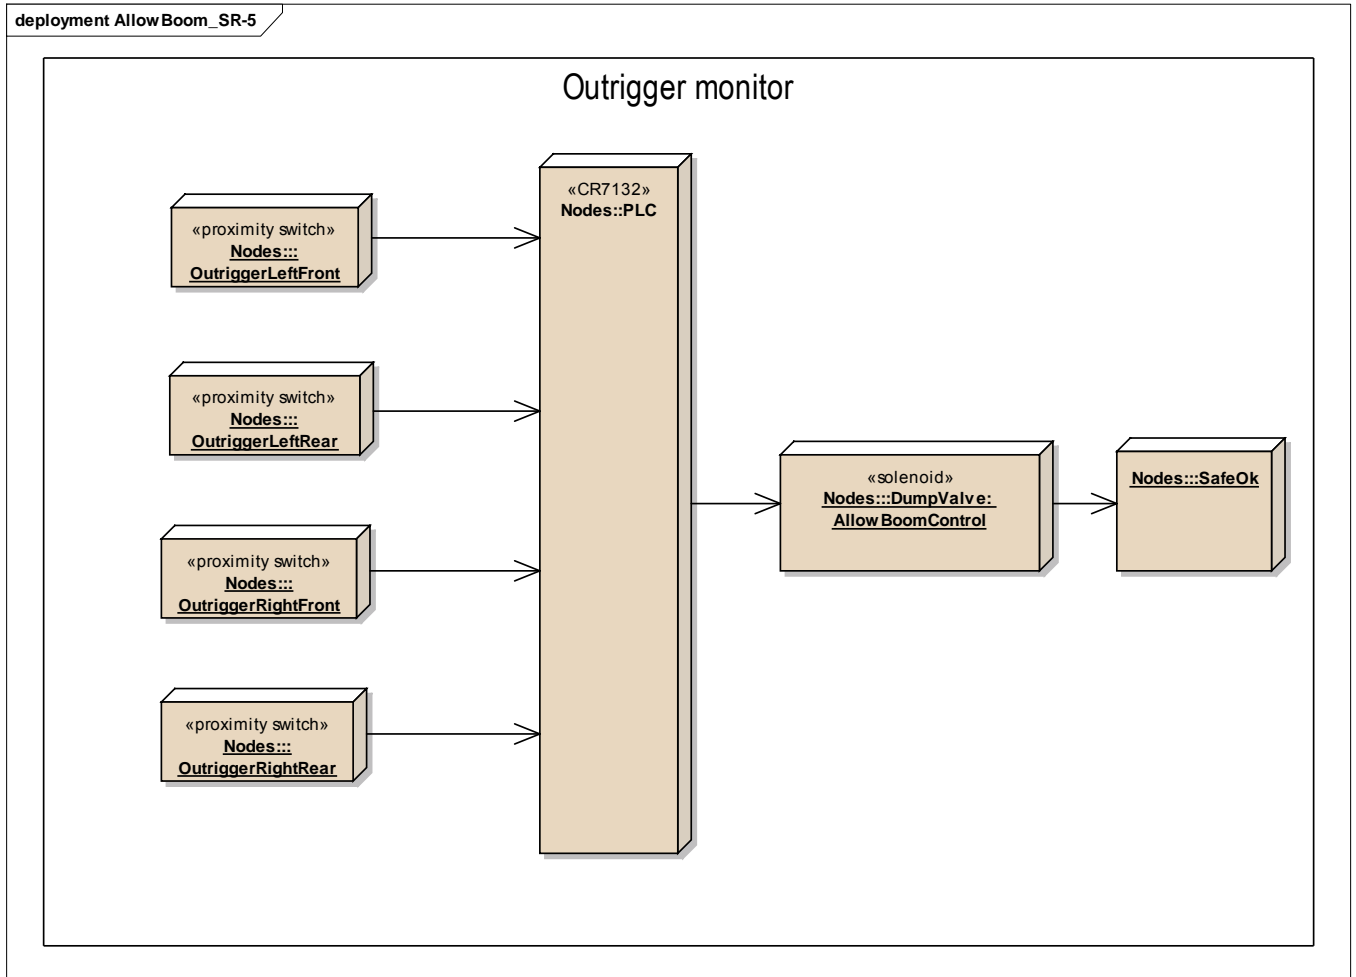 deployment AllowBoom_SR-5
Outrigger monitor
«proximity switch»
Nodes:::
OutriggerLeftFront
«CR7132»
Nodes::PLC
«proximity switch»
Nodes:::
OutriggerLeftRear
«solenoid»
Nodes:::DumpValve:
AllowBoomControl
Nodes:::SafeOk
«proximity switch»
Nodes:::
OutriggerRightFront
«proximity switch»
Nodes:::
OutriggerRightRear